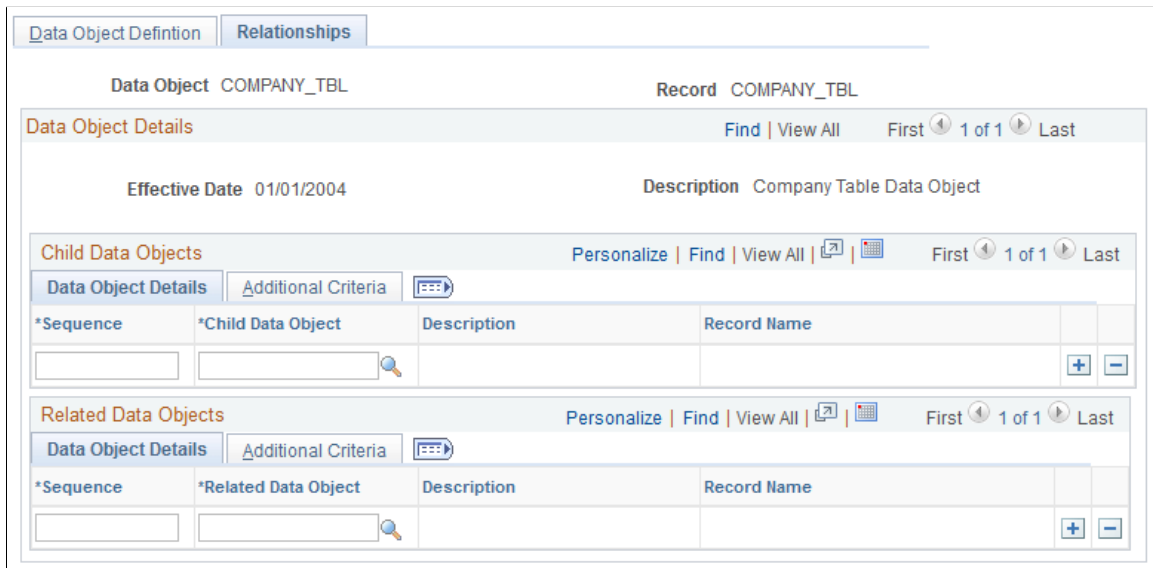 Data Object Defintion Relationships
Data Object COMPANY_TBL Record COMPANY_TBL
Data Object Details Find | View All First 1 of 1 Last
Effective Date 01/01/2004 Description Company Table Data Object
Child Data Objects Personalize | Find | View All | | First 1 of 1 Last
Data Object Details Additional Criteria
*Sequence *Child Data Object Description Record Name
Related Data Objects Personalize | Find | View All | | First 1 of 1 Last
Data Object Details Additional Criteria
*Sequence *Related Data Object Description Record Name